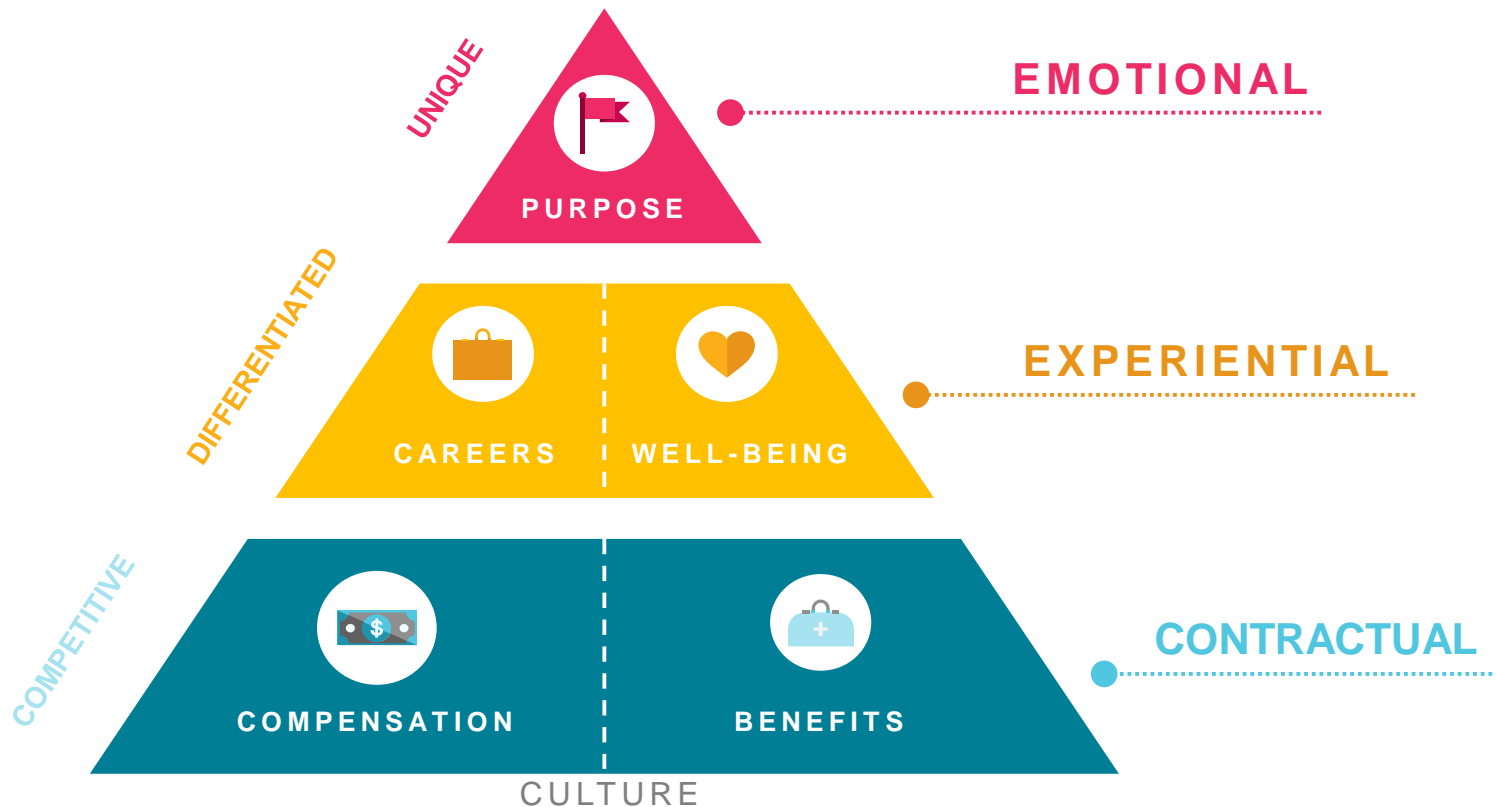 UNIQUE
EMOTIONAL
PURPOSE
DIFFERENTIATED
EXPERIENTIAL
CAREERS
WELL-BEING
COMPETITIVE
$
CONTRACTUAL
COMPENSATION
BENEFITS
CULTURE